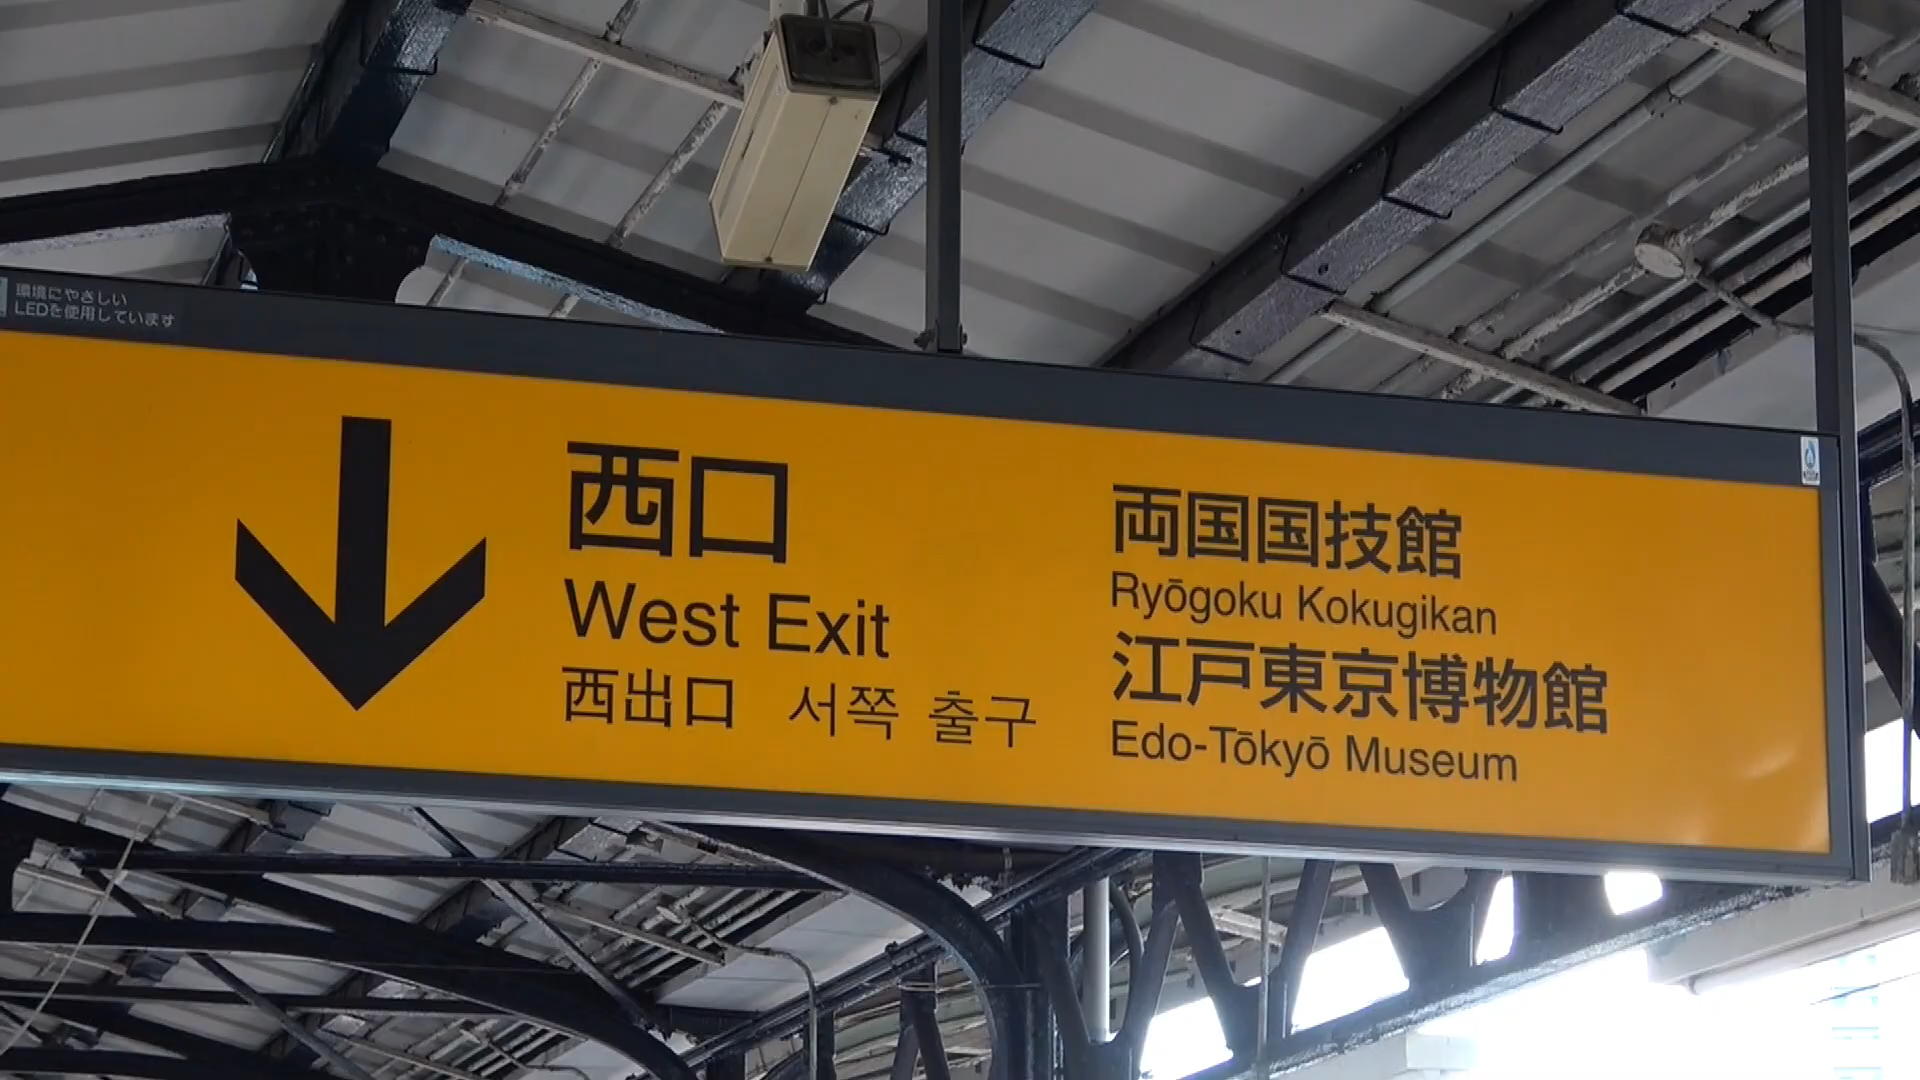 環境にやさしい
LEDを使用しています
西口
West Exit
西出口 서쪽 출구
両国国技館
Ryōgoku Kokugikan
江戸東京博物館
Edo-Tōkyō Museum